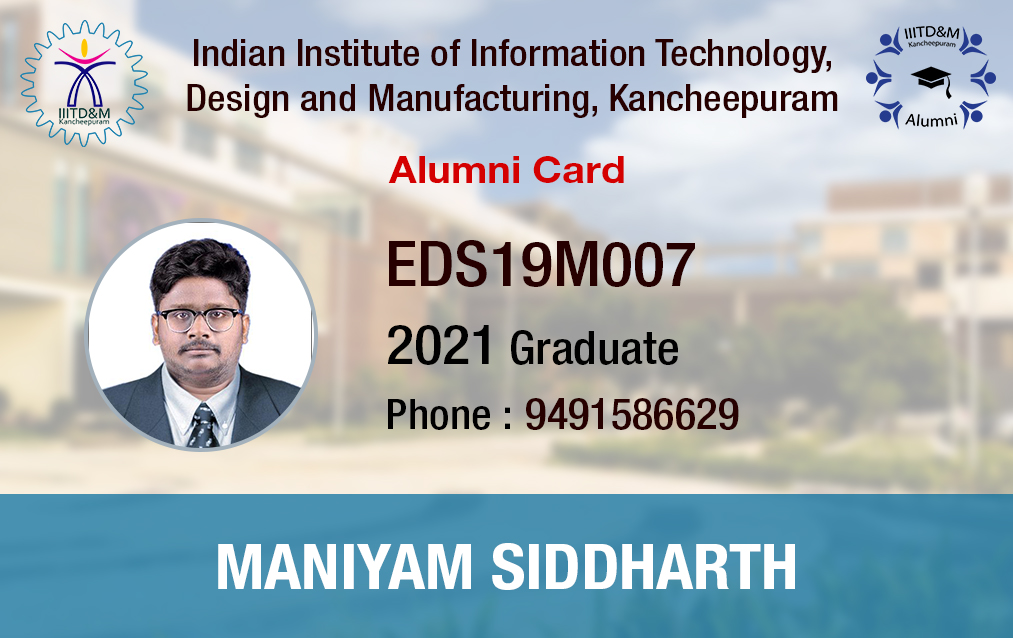 Indian Institute of Information Technology,
Design and Manufacturing, Kancheepuram
IIITD&M
Kancheepuram
IIITD&M
Kancheepuram
Alumni
Alumni Card
EDS19M007
2021 Graduate
Phone : 9491586629
MANIYAM SIDDHARTH